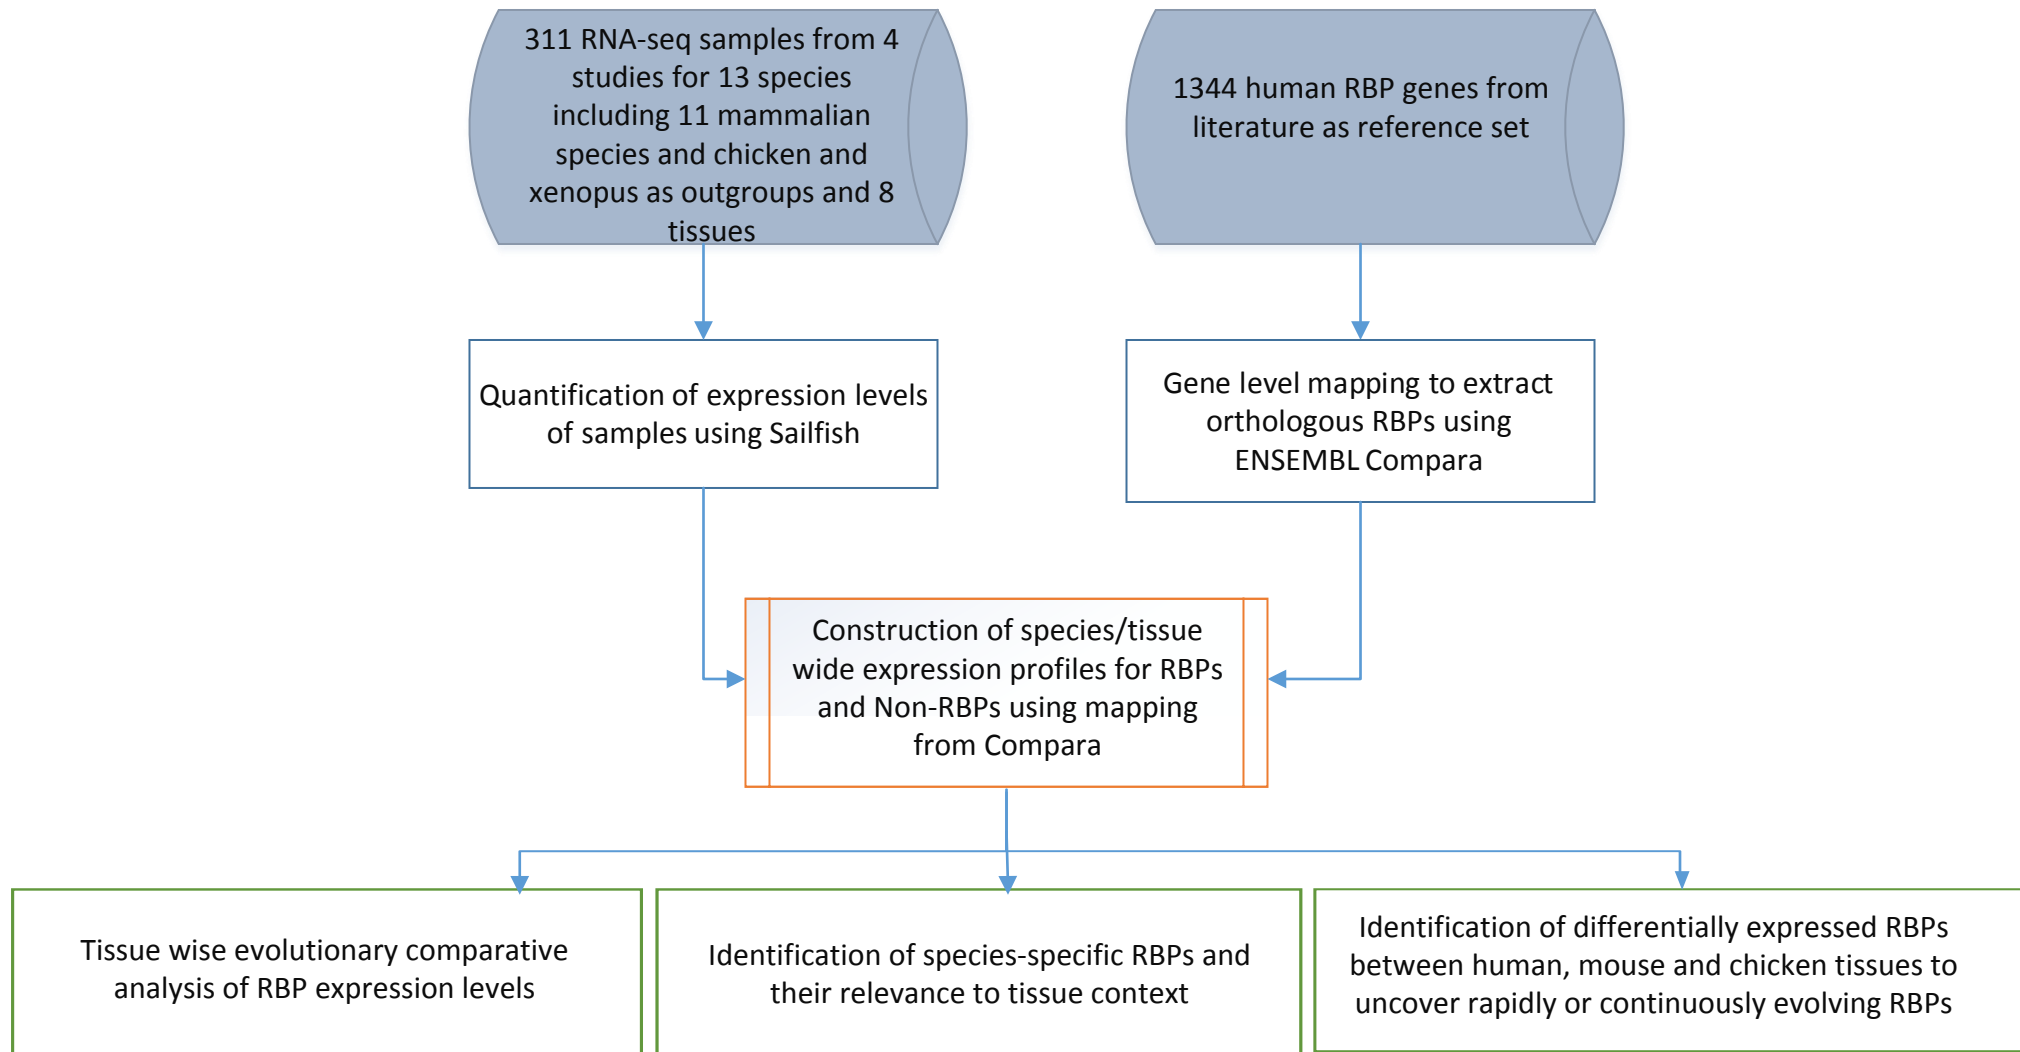 311 RNA-seq samples from 4
studies for 13 species
including 11 mammalian
species and chicken and
xenopus as outgroups and 8
tissues
1344 human RBP genes from
literature as reference set
Quantification of expression levels
of samples using Sailfish
Gene level mapping to extract
orthologous RBPs using
ENSEMBL Compara
Construction of species/tissue
wide expression profiles for RBPs
and Non-RBPs using mapping
from Compara
Tissue wise evolutionary comparative
analysis of RBP expression levels
Identification of species-specific RBPs and
their relevance to tissue context
Identification of differentially expressed RBPs
between human, mouse and chicken tissues to
uncover rapidly or continuously evolving RBPs